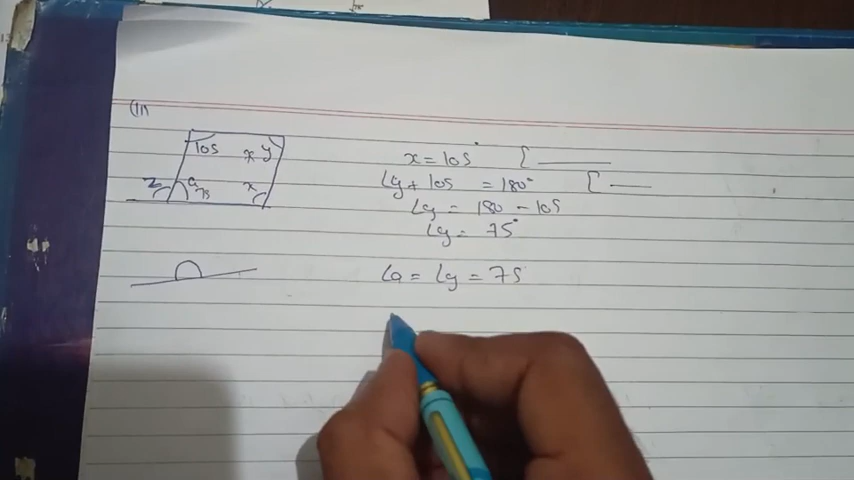 (ii)
105 x y
z a 75 x
x = 105° [
∠y + 105 = 180° [
∠y = 180 - 105
∠y = 75°
∠a = ∠y = 75